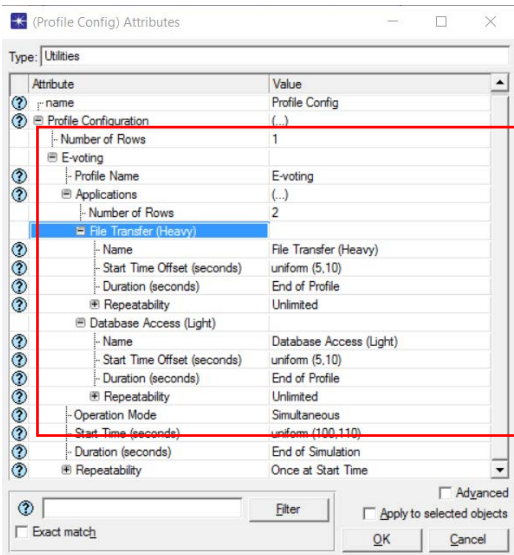 (Profile Config) Attributes
Type: Utilities
Attribute Value
name Profile Config
Profile Configuration (...)
Number of Rows 1
E-voting
Profile Name E-voting
Applications (...)
Number of Rows 2
File Transfer (Heavy)
Name File Transfer (Heavy)
Start Time Offset (seconds) uniform (5,10)
Duration (seconds) End of Profile
Repeatability Unlimited
Database Access (Light)
Name Database Access (Light)
Start Time Offset (seconds) uniform (5,10)
Duration (seconds) End of Profile
Repeatability Unlimited
Operation Mode Simultaneous
Start Time (seconds) uniform (100,110)
Duration (seconds) End of Simulation
Repeatability Once at Start Time
Advanced
Filter Apply to selected objects
Exact match
OK Cancel